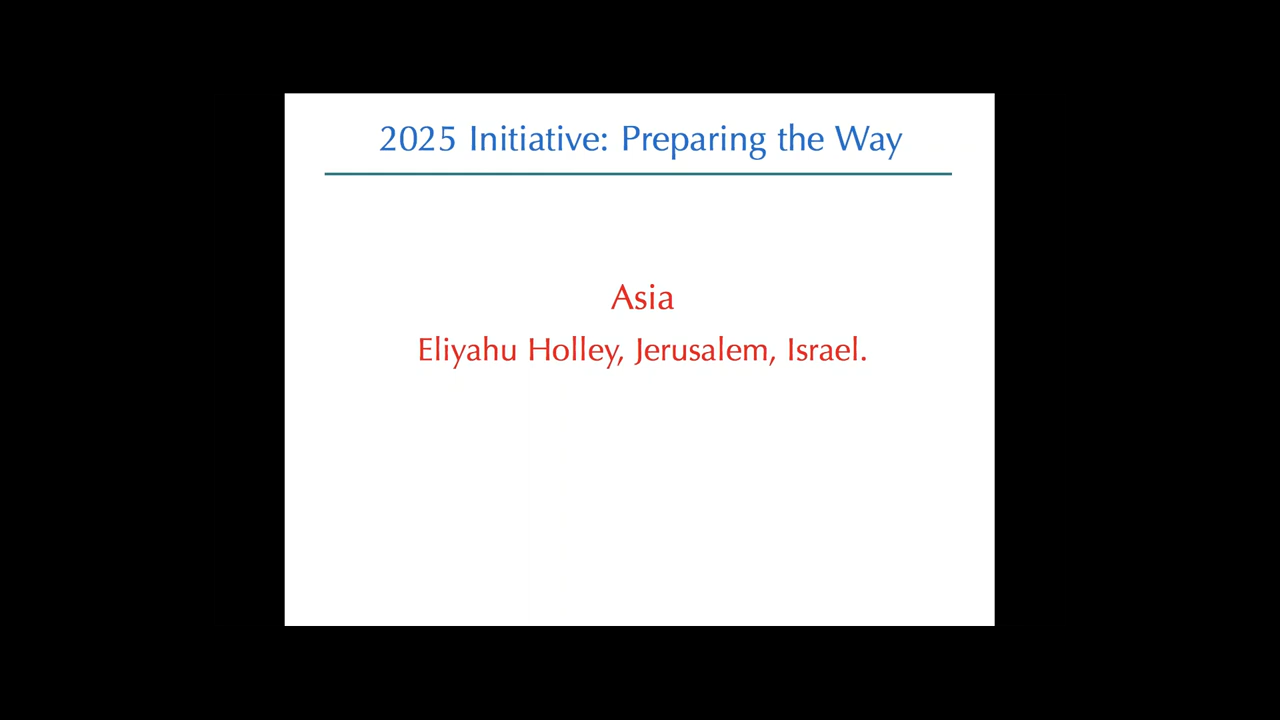 2025 Initiative: Preparing the Way
Asia
Eliyahu Holley, Jerusalem, Israel.